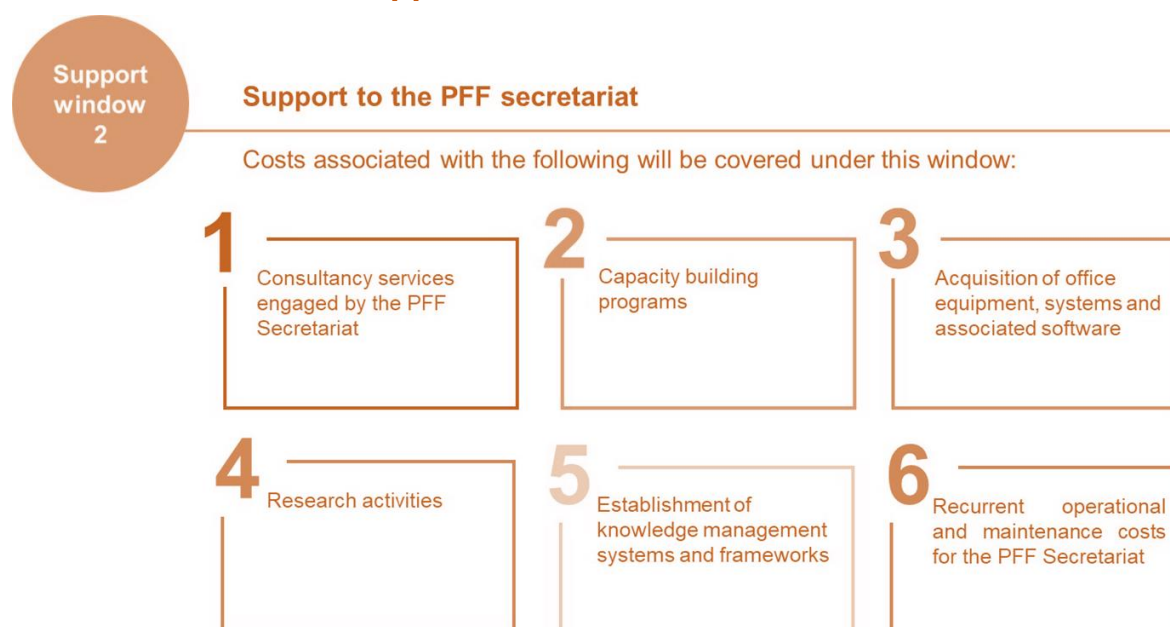 Support
window
2
Support to the PFF secretariat
Costs associated with the following will be covered under this window:
1
Consultancy services
engaged by the PFF
Secretariat
2
Capacity building
programs
3
Acquisition of office
equipment, systems and
associated software
4
Research activities
5
Establishment of
knowledge management
systems and frameworks
6
Recurrent operational
and maintenance costs
for the PFF Secretariat